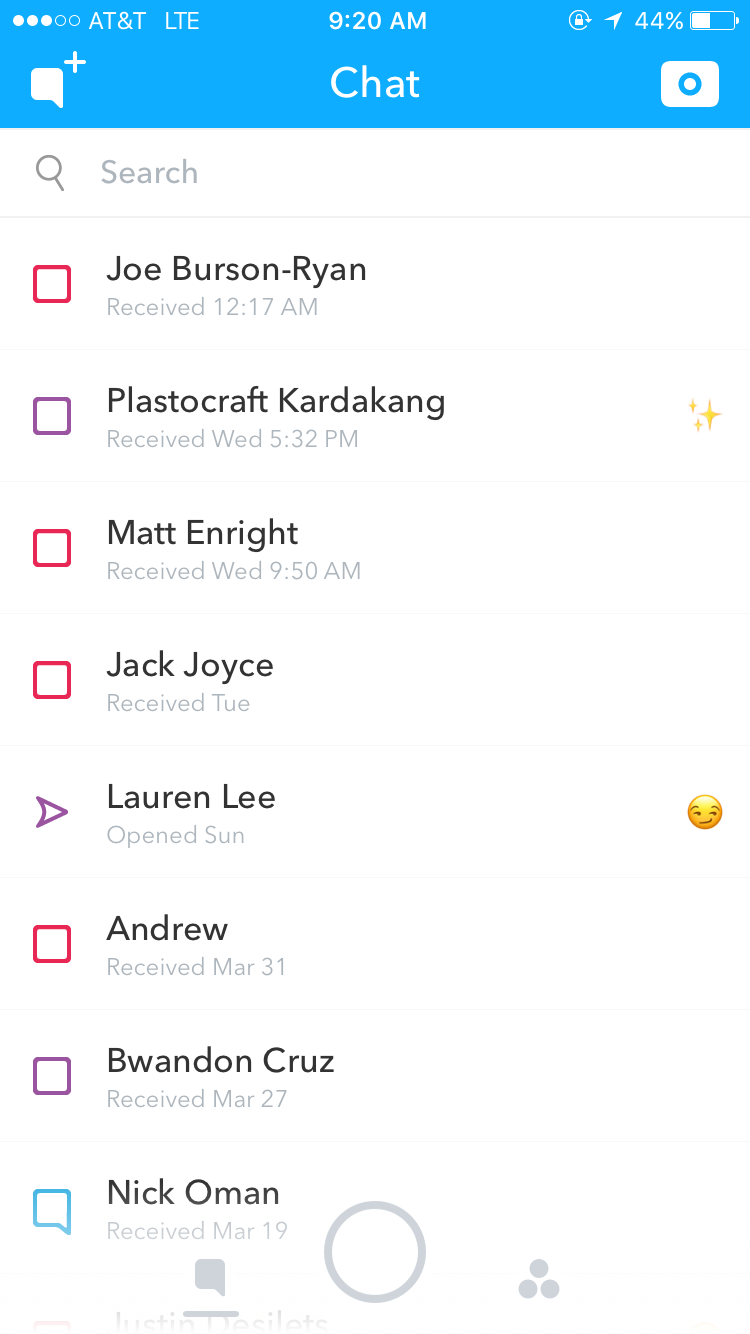 AT&T LTE 9:20 AM 44%
Chat
Search
Joe Burson-Ryan
Received 12:17 AM
Plastocraft Kardakang
Received Wed 5:32 PM
Matt Enright
Received Wed 9:50 AM
Jack Joyce
Received Tue
Lauren Lee
Opened Sun
Andrew
Received Mar 31
Bwandon Cruz
Received Mar 27
Nick Oman
Received Mar 19
Justin Desilets